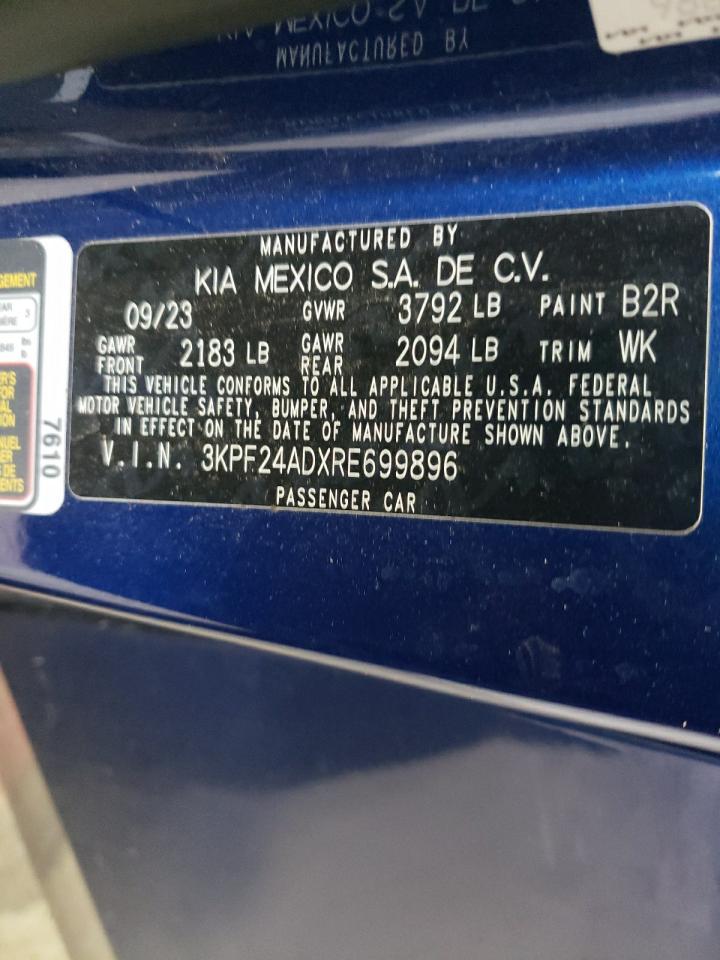 MANUFACTURED BY
KIA MEXICO S.A. DE C.V.
09/23 GVWR 3792 LB PAINT B2R
GAWR FRONT 2183 LB GAWR REAR 2094 LB TRIM WK
THIS VEHICLE CONFORMS TO ALL APPLICABLE U.S.A. FEDERAL
MOTOR VEHICLE SAFETY, BUMPER, AND THEFT PREVENTION STANDARDS
IN EFFECT ON THE DATE OF MANUFACTURE SHOWN ABOVE.
V.I.N. 3KPF24ADXRE699896
PASSENGER CAR
7610